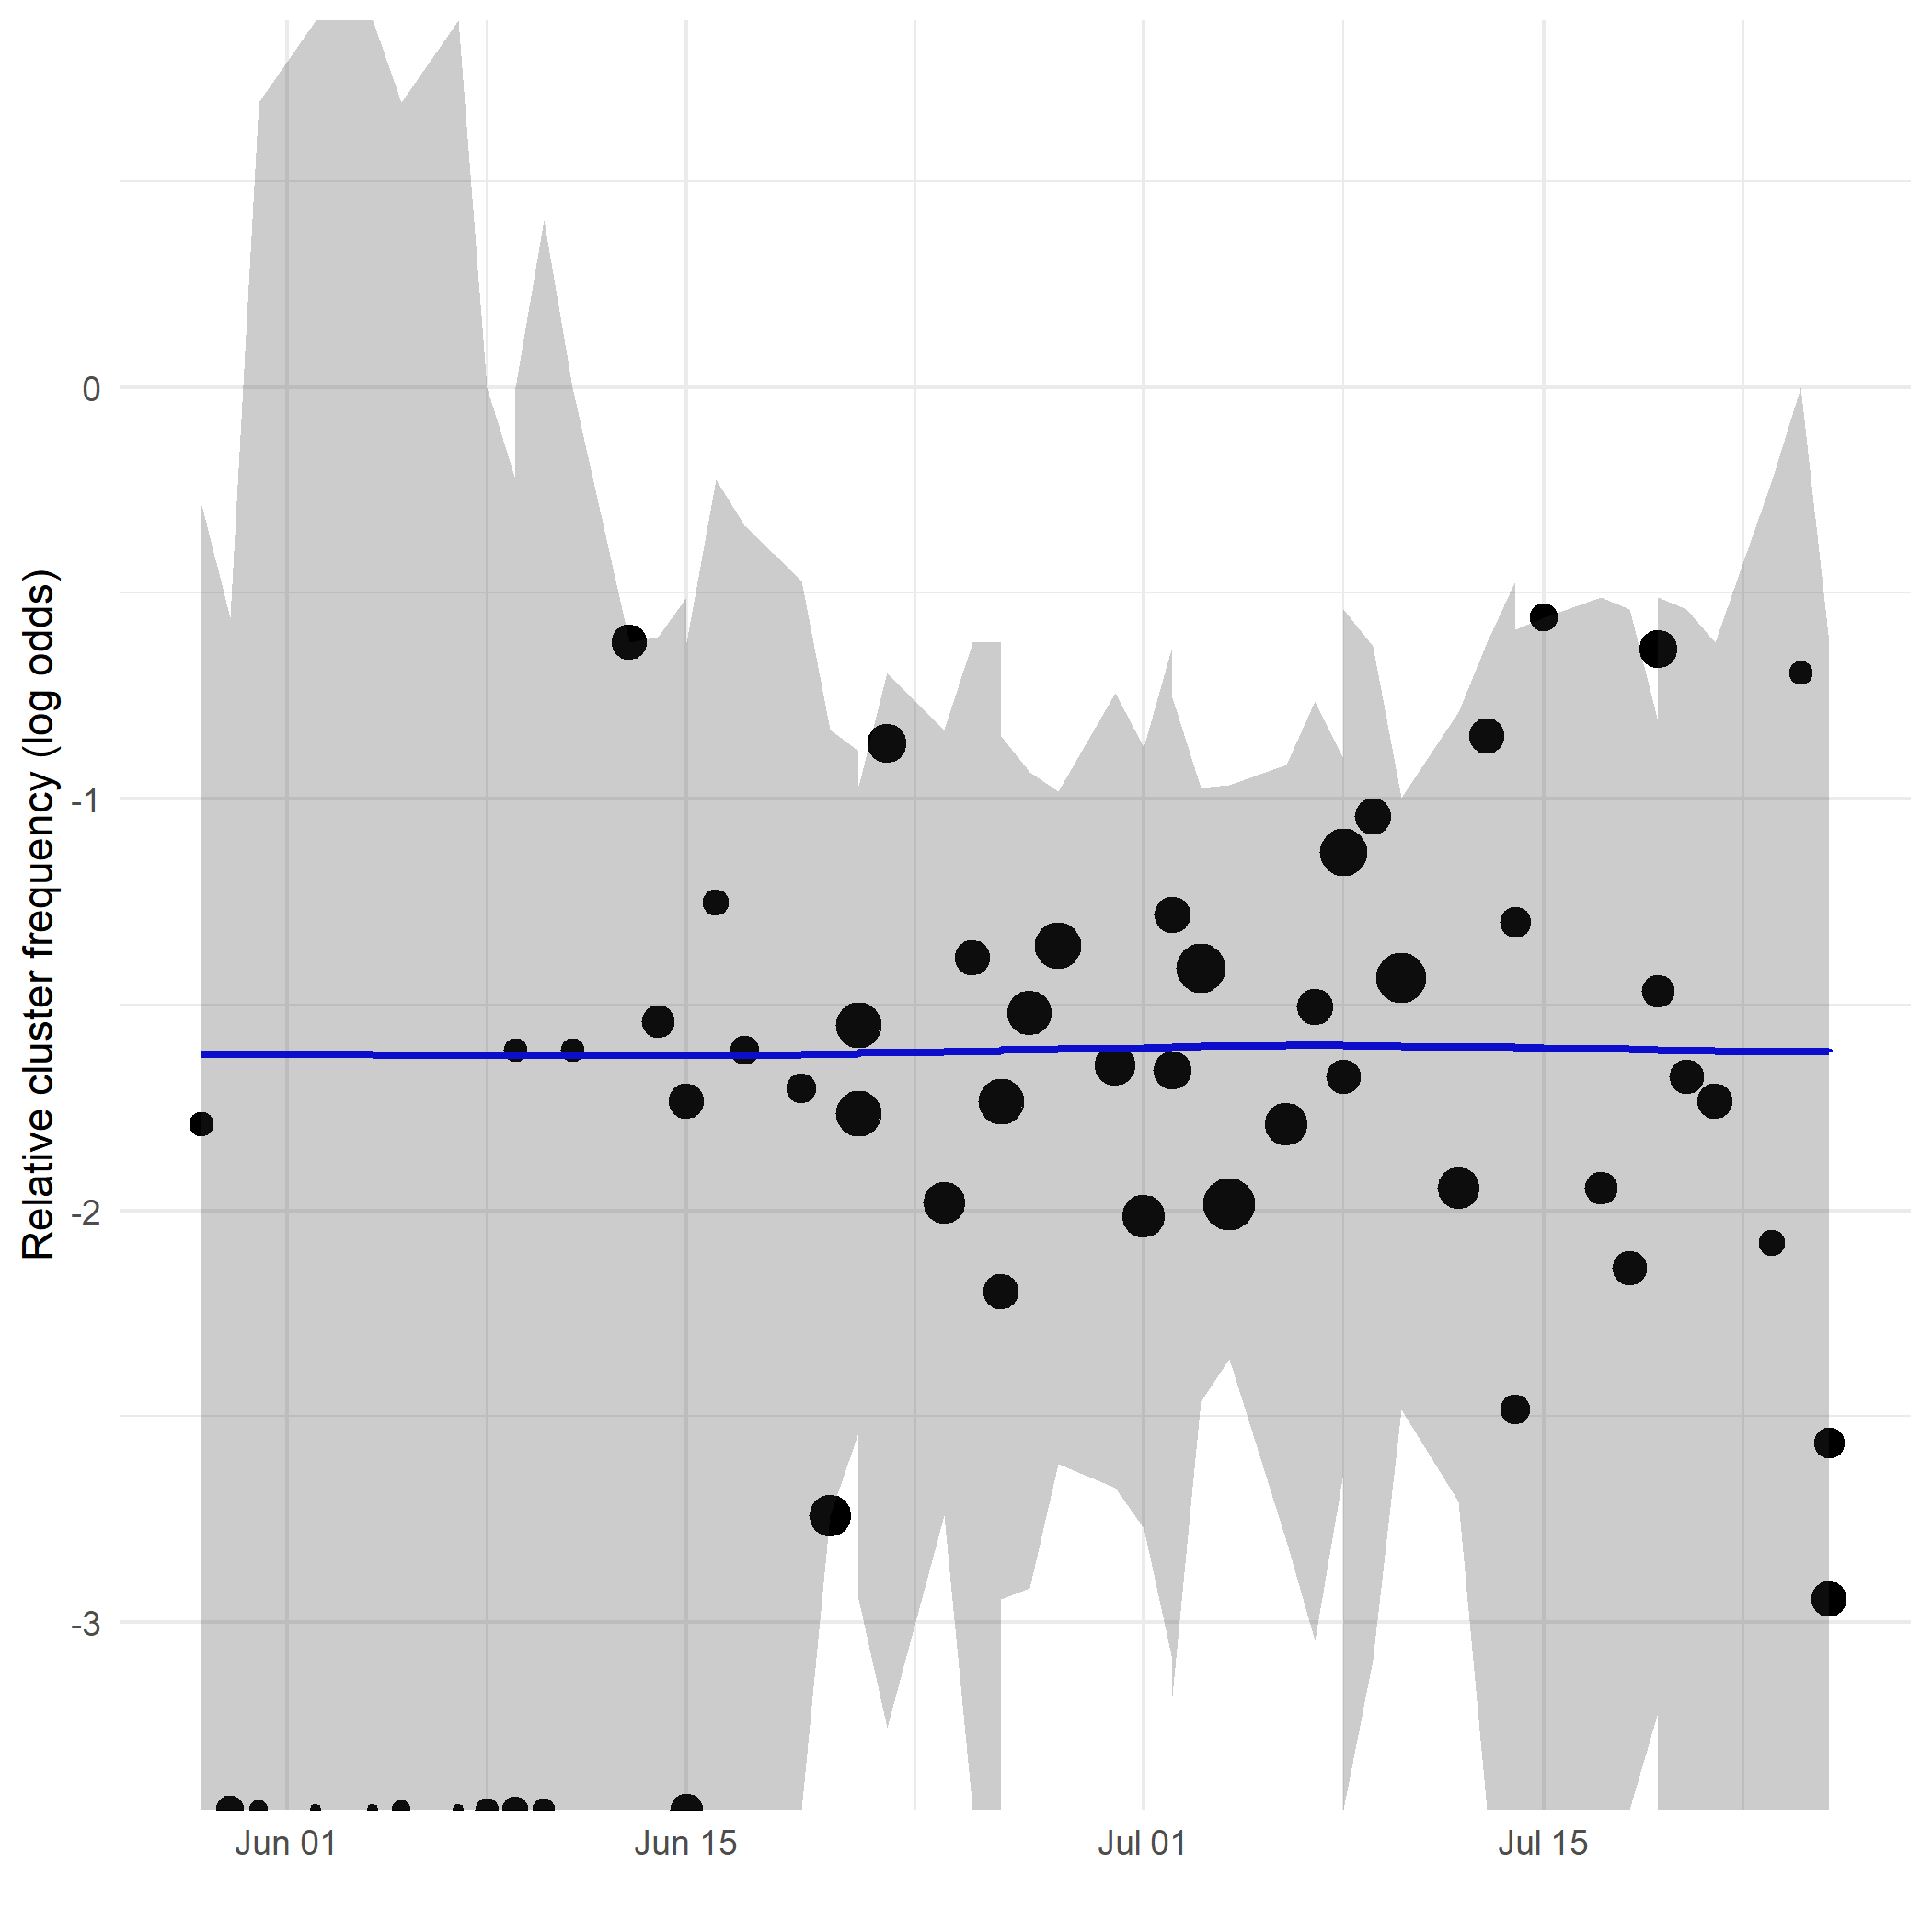 Relative cluster frequency (log odds)
0
-1
-2
-3
Jun 01
Jun 15
Jul 01
Jul 15